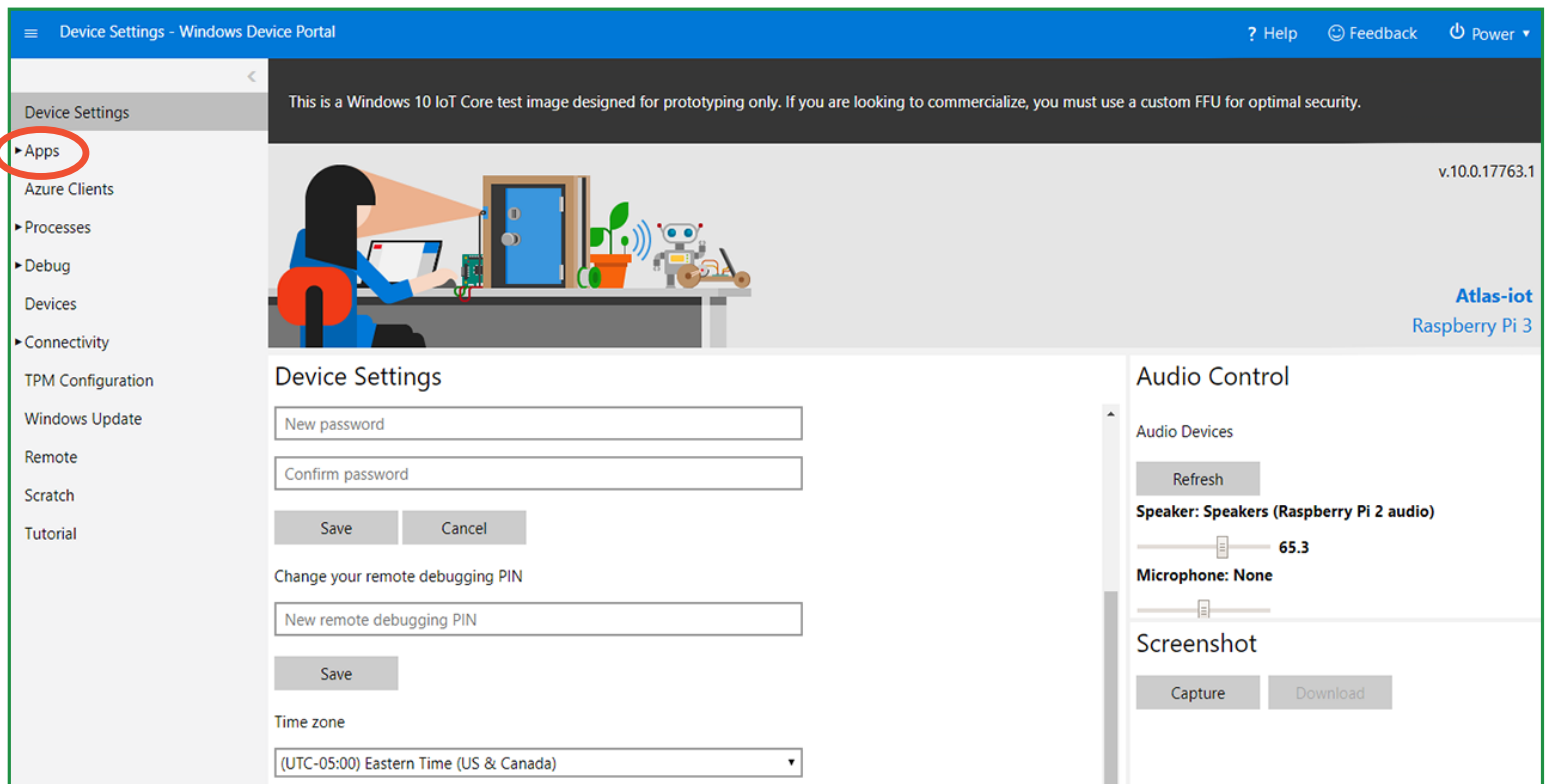 Device Settings - Windows Device Portal
? Help
Feedback
Power
Device Settings
Apps
Azure Clients
Processes
Debug
Devices
Connectivity
TPM Configuration
Windows Update
Remote
Scratch
Tutorial
This is a Windows 10 IoT Core test image designed for prototyping only. If you are looking to commercialize, you must use a custom FFU for optimal security.
v.10.0.17763.1
Atlas-iot
Raspberry Pi 3
Device Settings
New password
Confirm password
Save Cancel
Change your remote debugging PIN
New remote debugging PIN
Save
Time zone
(UTC-05:00) Eastern Time (US & Canada)
Audio Control
Audio Devices
Refresh
Speaker: Speakers (Raspberry Pi 2 audio)
65.3
Microphone: None
Screenshot
Capture Download